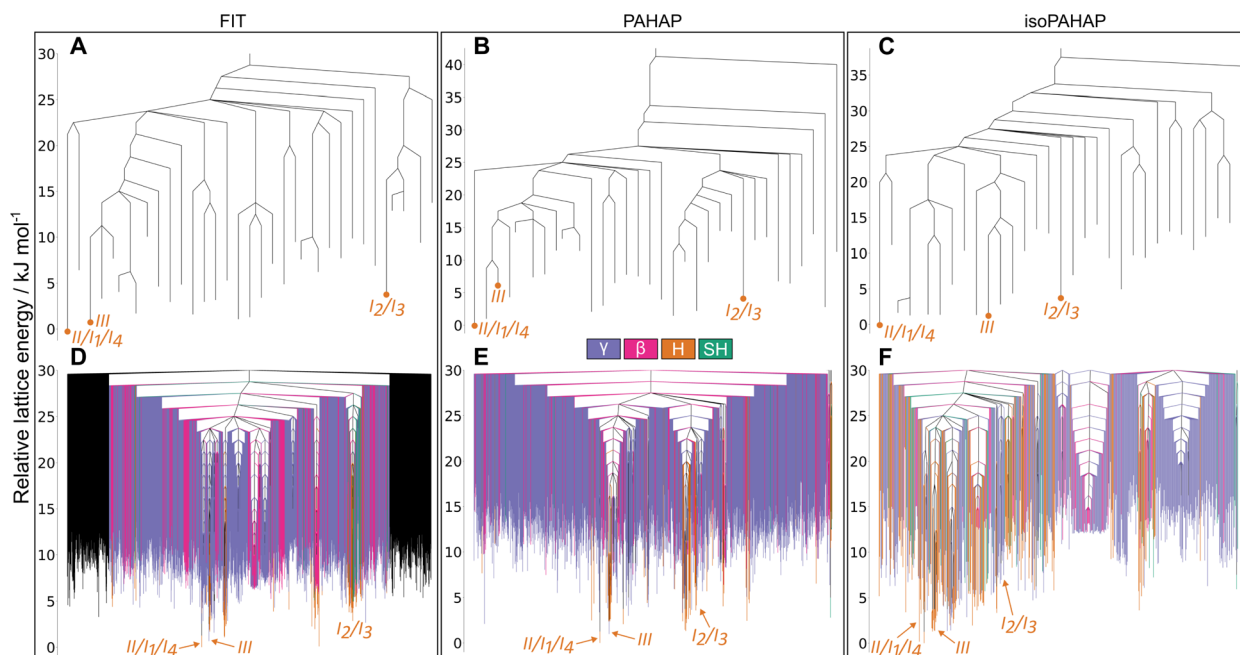 FIT
PAHAP
isoPAHAP
Relative lattice energy / kJ mol⁻¹
A
30
25
20
15
10
5
0
III
II/I₁/I₄
I₂/I₃
B
40
35
30
25
20
15
10
5
0
III
II/I₁/I₄
I₂/I₃
C
35
30
25
20
15
10
5
0
II/I₁/I₄
III
I₂/I₃
γ β H SH
D
30
25
20
15
10
5
0
II/I₁/I₄
III
I₂/I₃
E
30
25
20
15
10
5
0
II/I₁/I₄
III
I₂/I₃
F
30
25
20
15
10
5
0
II/I₁/I₄
III
I₂/I₃